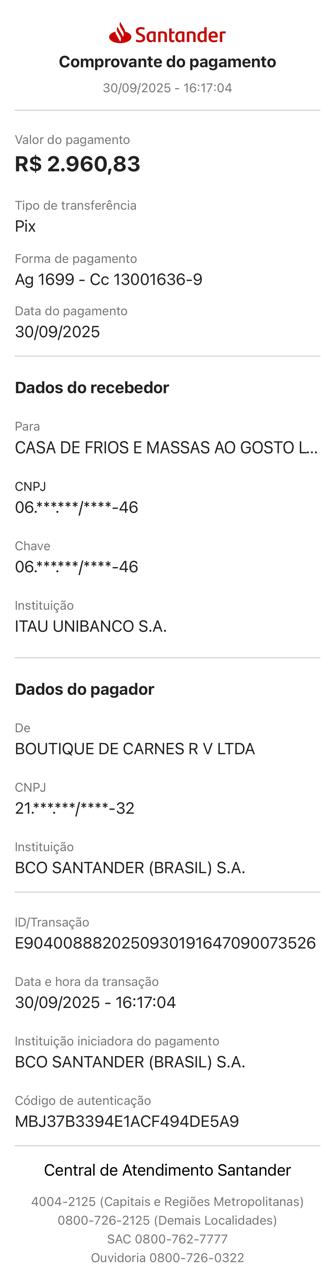 Santander
Comprovante do pagamento
30/09/2025 - 16:17:04
Valor do pagamento
R$ 2.960,83
Tipo de transferência
Pix
Forma de pagamento
Ag 1699 - Cc 13001636-9
Data do pagamento
30/09/2025
Dados do recebedor
Para
CASA DE FRIOS E MASSAS AO GOSTO L...
CNPJ
06.***.***/****-46
Chave
06.***.***/****-46
Instituição
ITAU UNIBANCO S.A.
Dados do pagador
De
BOUTIQUE DE CARNES R V LTDA
CNPJ
21.***.***/****-32
Instituição
BCO SANTANDER (BRASIL) S.A.
ID/Transação
E9040088820250930191647090073526
Data e hora da transação
30/09/2025 - 16:17:04
Instituição iniciadora do pagamento
BCO SANTANDER (BRASIL) S.A.
Código de autenticação
MBJ37B3394E1ACF494DE5A9
Central de Atendimento Santander
4004-2125 (Capitais e Regiões Metropolitanas)
0800-726-2125 (Demais Localidades)
SAC 0800-762-7777
Ouvidoria 0800-726-0322